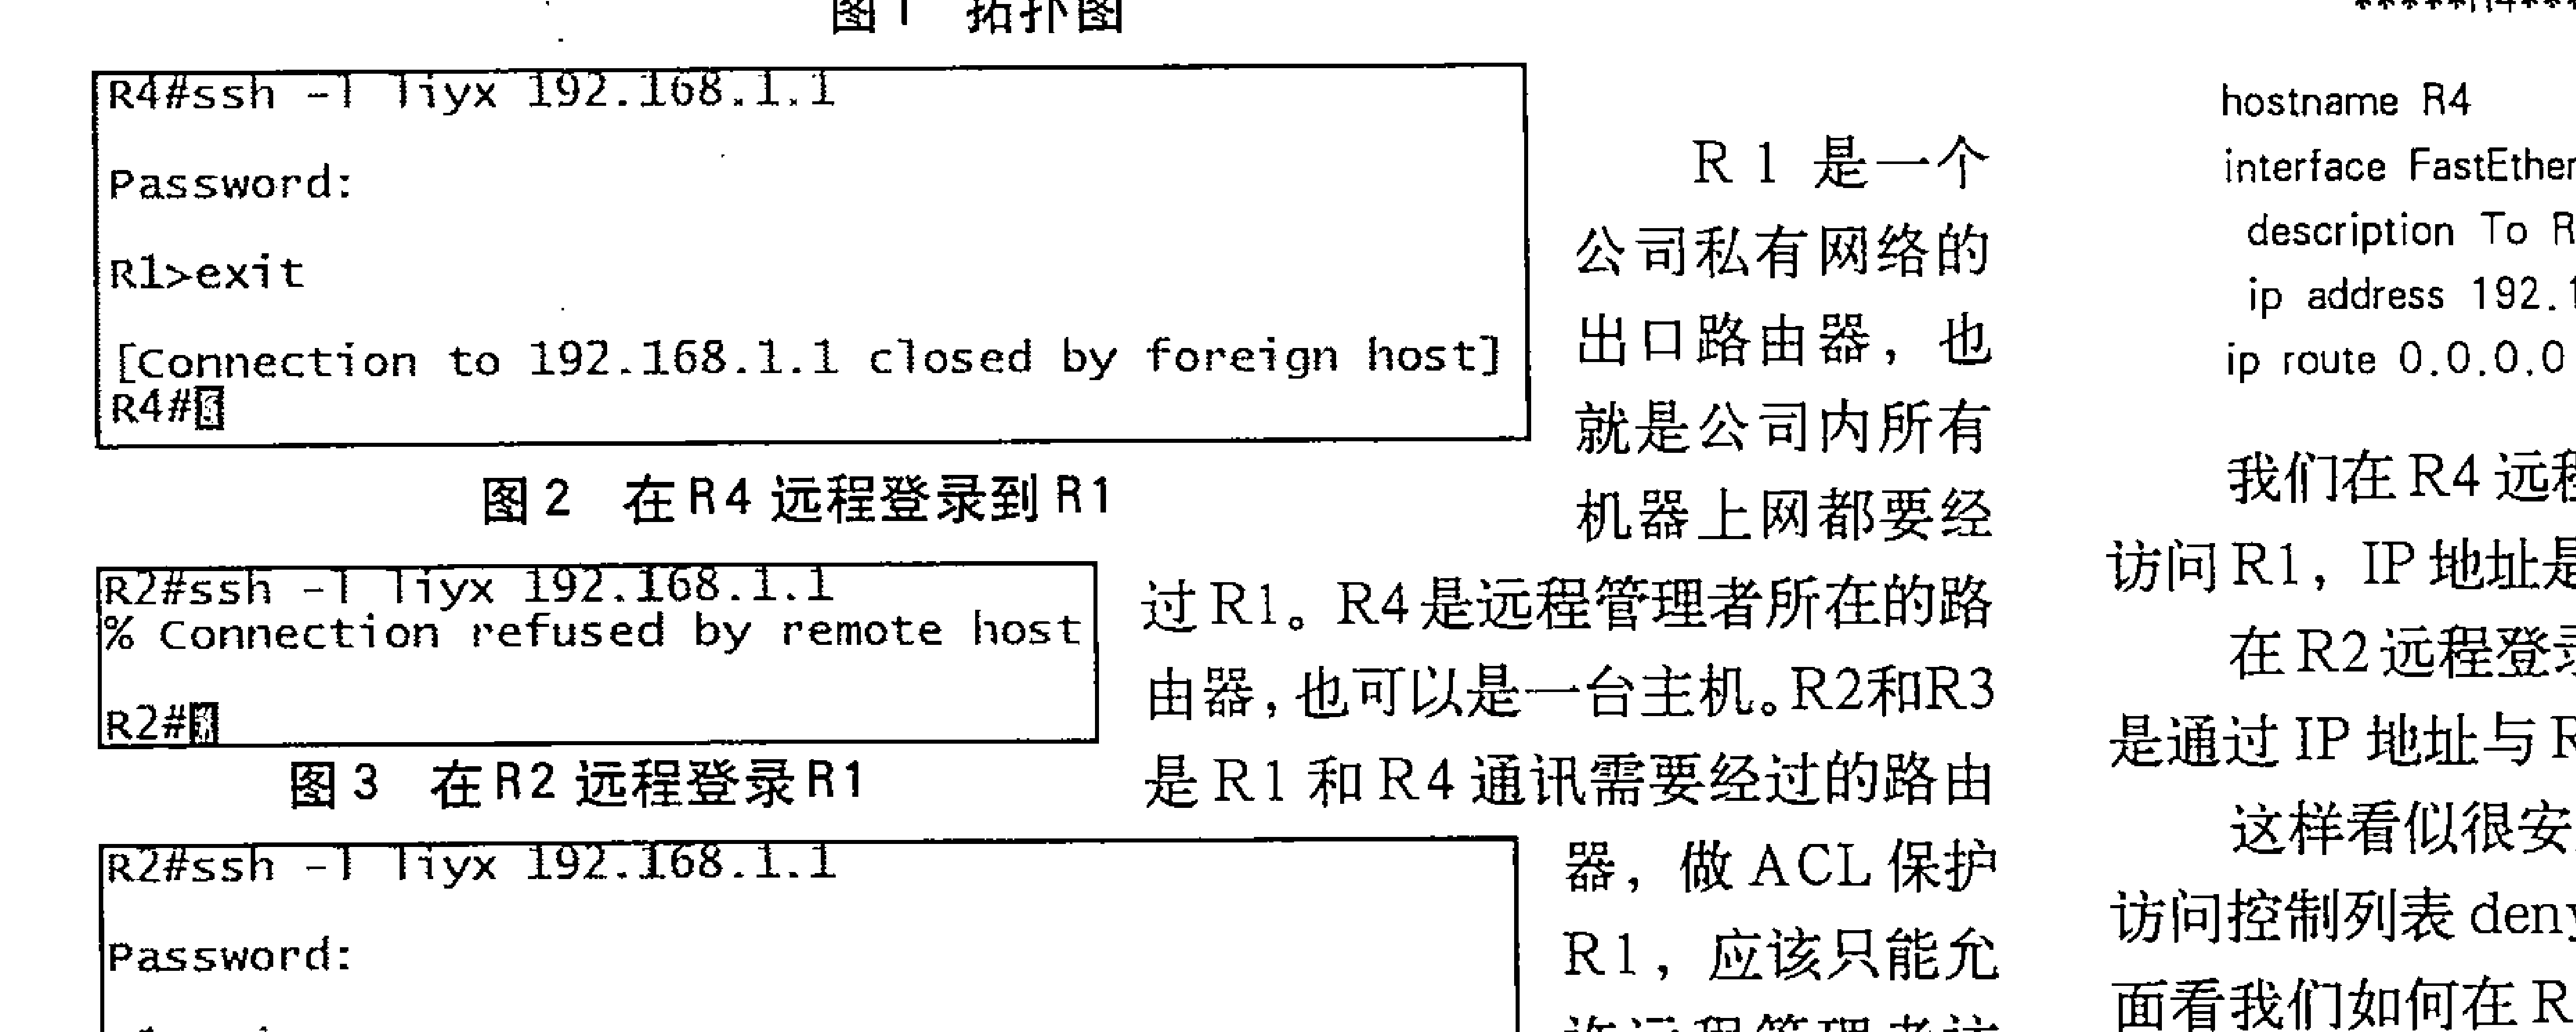 图1 拓扑图
R4#ssh -l liyx 192.168.1.1
Password:
R1>exit
[Connection to 192.168.1.1 closed by foreign host]
R4#
图2 在R4远程登录到R1
R2#ssh -l liyx 192.168.1.1
% Connection refused by remote host
R2#
图3 在R2远程登录R1
R2#ssh -l liyx 192.168.1.1
Password:
R1是一个
公司私有网络的
出口路由器，也
就是公司内所有
机器上网都要经
过R1。R4是远程管理者所在的路
由器，也可以是一台主机。R2和R3
是R1和R4通讯需要经过的路由
器，做ACL保护
R1，应该只能允
许远程管理者访
*****R4***
hostname R4
interface FastEther
description To R
ip address 192.1
ip route 0.0.0.0
我们在R4远程
访问R1，IP地址是
在R2远程登录
是通过IP地址与R
这样看似很安
访问控制列表deny
面看我们如何在R